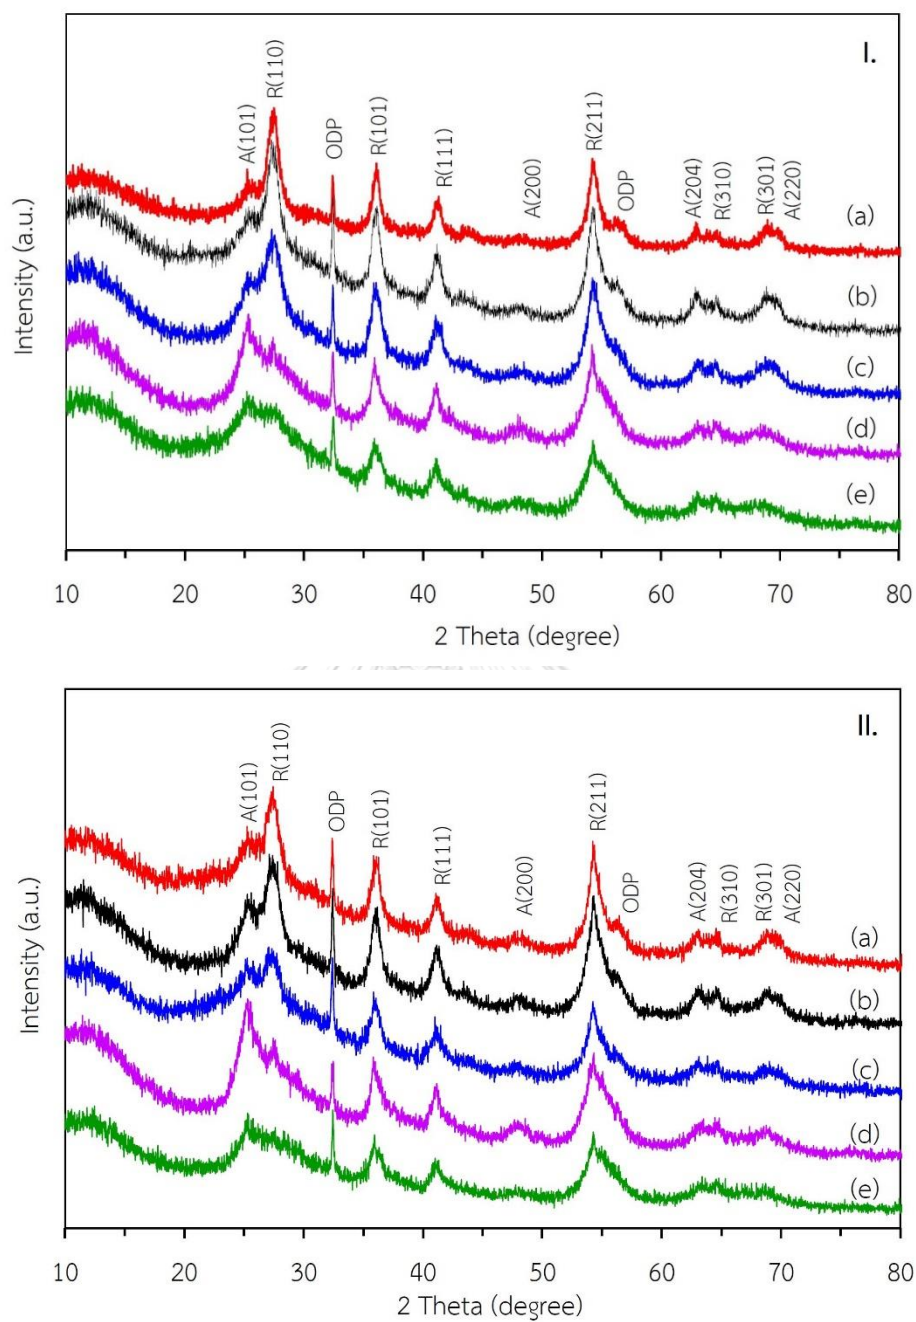 I.
A(101)
R(110)
ODP
R(101)
R(111)
A(200)
R(211)
ODP
A(204)
R(310)
R(301)
A(220)
(a)
(b)
(c)
(d)
(e)
Intensity (a.u.)
10 20 30 40 50 60 70 80
2 Theta (degree)
II.
A(101)
R(110)
ODP
R(101)
R(111)
A(200)
R(211)
ODP
A(204)
R(310)
R(301)
A(220)
(a)
(b)
(c)
(d)
(e)
Intensity (a.u.)
10 20 30 40 50 60 70 80
2 Theta (degree)